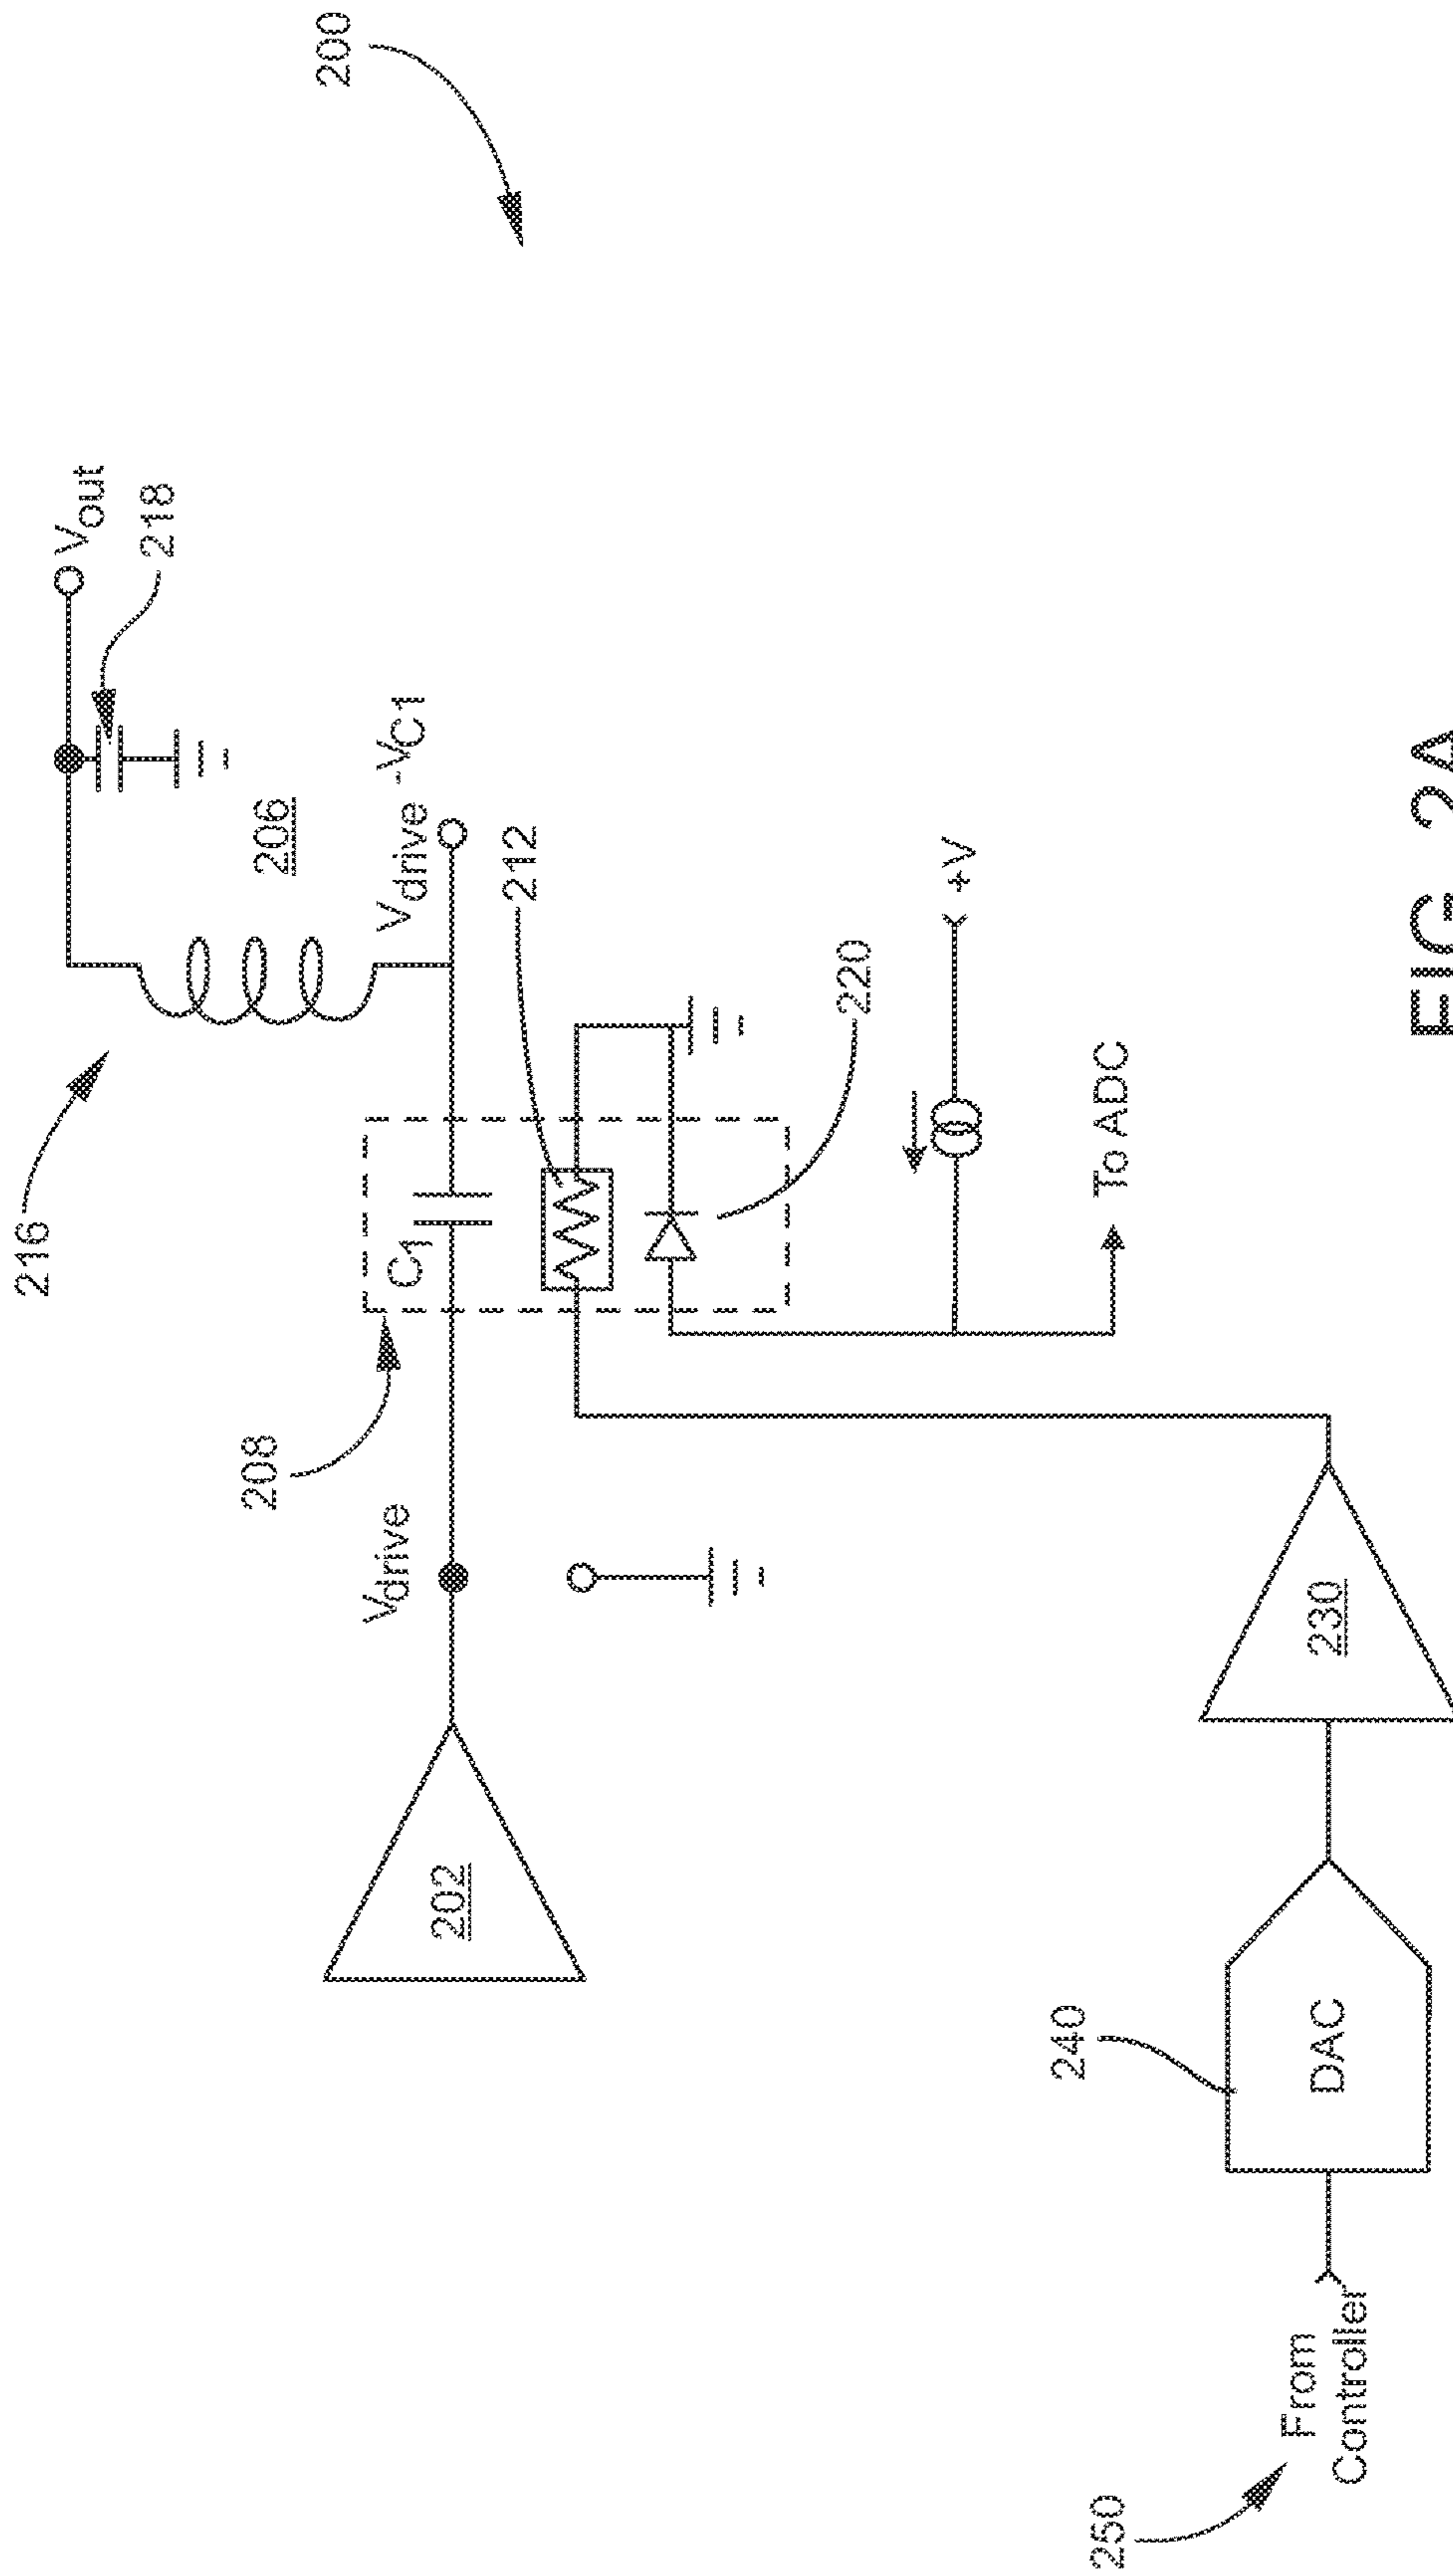 200
Vout
218
216
206
Vdrive -VC1
208
C1
212
Vdrive
220
+V
202
To ADC
230
240
DAC
250
From
Controller
FIG. 2A